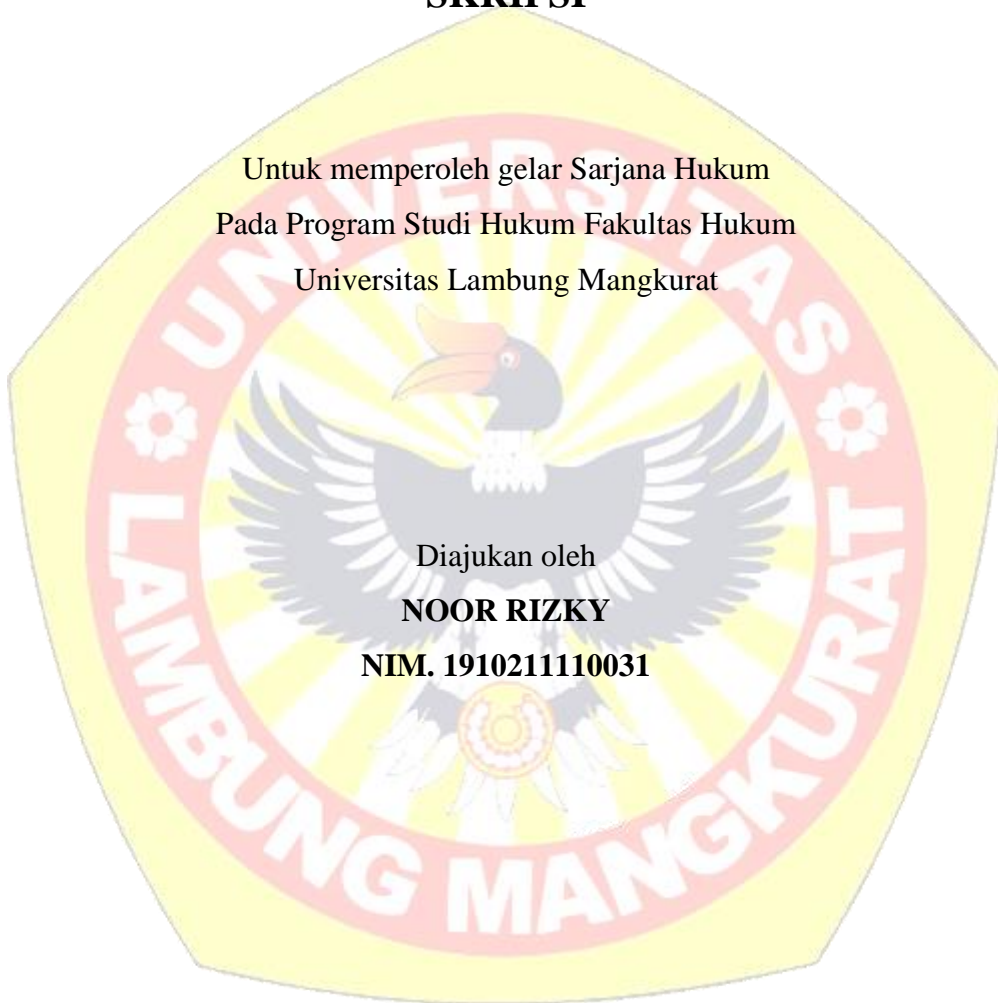 SKRIPSI
Untuk memperoleh gelar Sarjana Hukum
Pada Program Studi Hukum Fakultas Hukum
Universitas Lambung Mangkurat
UNIVERSITAS
LAMBUNG MANGKURAT
Diajukan oleh
NOOR RIZKY
NIM. 1910211110031